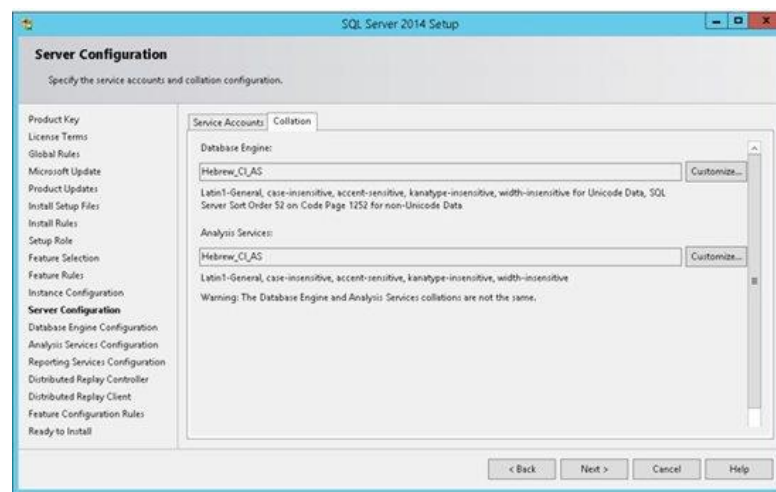 SQL Server 2014 Setup
Server Configuration
Specify the service accounts and collation configuration.
Product Key
License Terms
Global Rules
Microsoft Update
Product Updates
Install Setup Files
Install Rules
Setup Role
Feature Selection
Feature Rules
Instance Configuration
Server Configuration
Database Engine Configuration
Analysis Services Configuration
Reporting Services Configuration
Distributed Replay Controller
Distributed Replay Client
Feature Configuration Rules
Ready to Install
Service Accounts Collation
Database Engine:
Hebrew_CI_AS Customize...
Latin1-General, case-insensitive, accent-sensitive, kanatype-insensitive, width-insensitive for Unicode Data, SQL
Server Sort Order 52 on Code Page 1252 for non-Unicode Data
Analysis Services:
Hebrew_CI_AS Customize...
Latin1-General, case-insensitive, accent-sensitive, kanatype-insensitive, width-insensitive
Warning: The Database Engine and Analysis Services collations are not the same.
< Back Next > Cancel Help